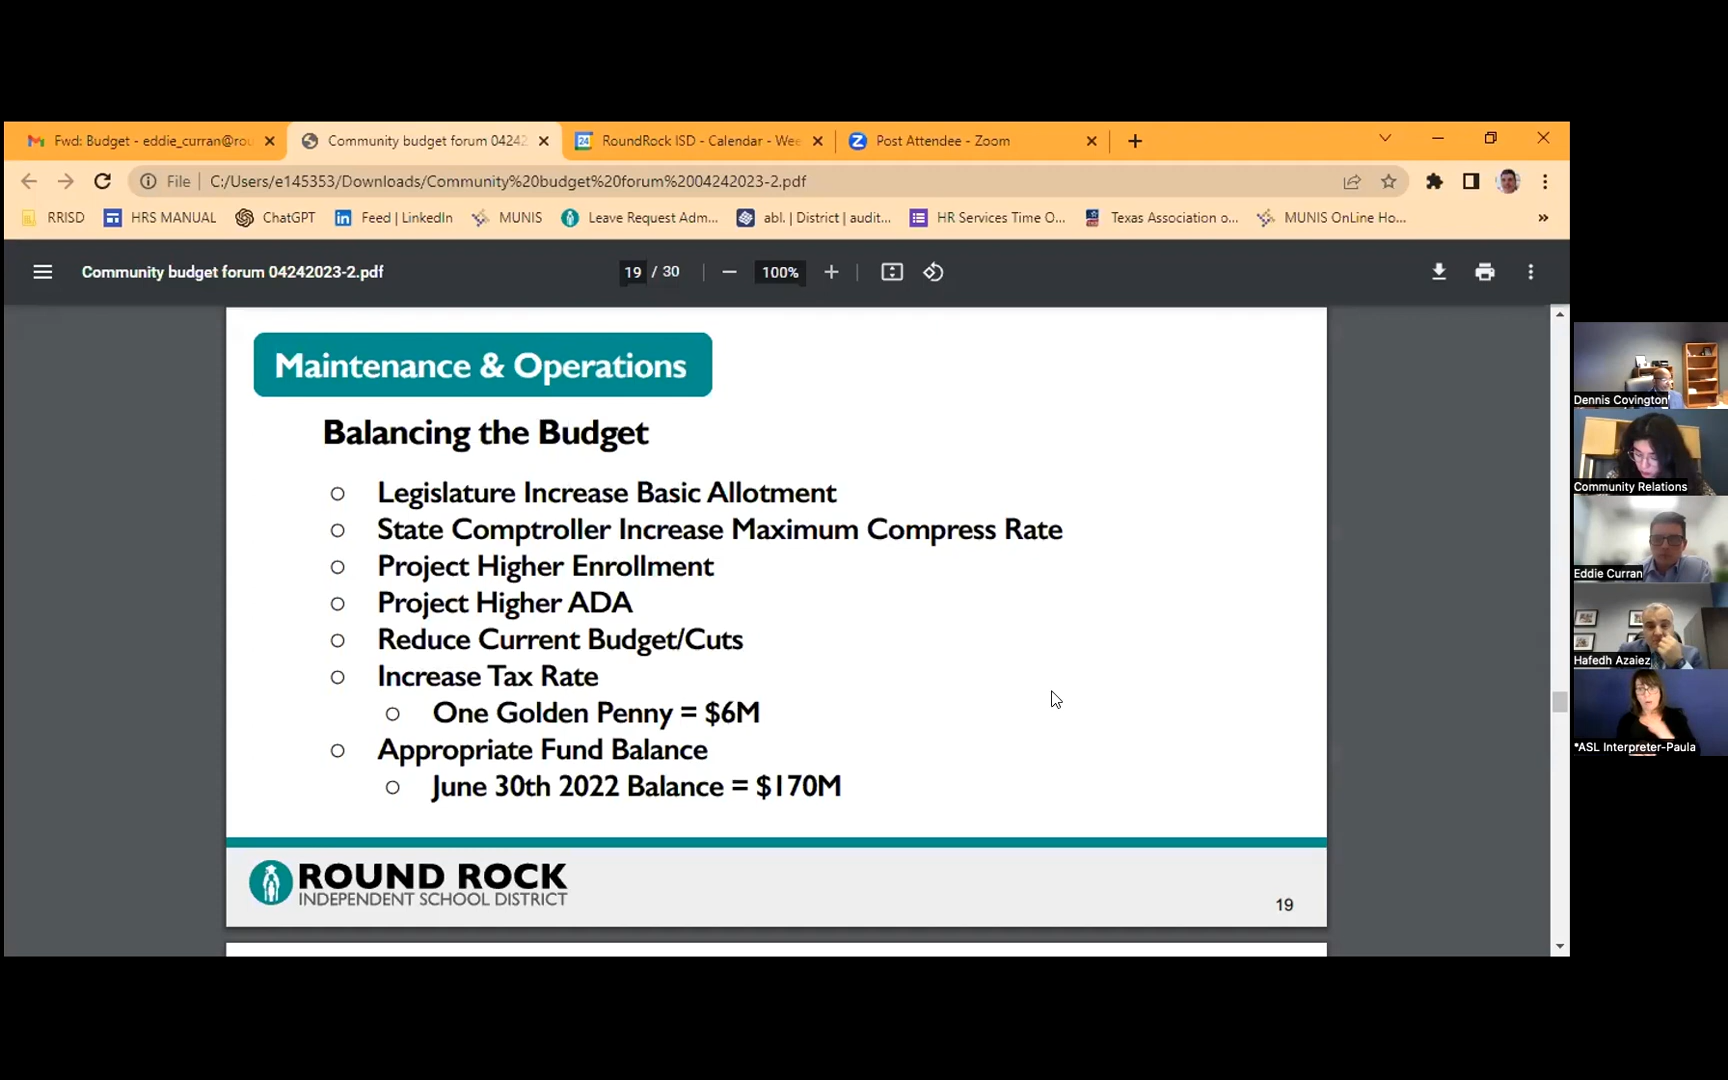 Fwd: Budget - eddie_curran@rou
Community budget forum 04242
24
RoundRock ISD - Calendar - Wee
Post Attendee - Zoom
File
C:/Users/e145353/Downloads/Community%20budget%20forum%2004242023-2.pdf
RRISD
HRS MANUAL
ChatGPT
Feed | LinkedIn
MUNIS
Leave Request Adm...
abl. | District | audit...
HR Services Time O...
Texas Association o...
MUNIS OnLine Ho...
Community budget forum 04242023-2.pdf
19 / 30
100%
Maintenance & Operations
Balancing the Budget
Legislature Increase Basic Allotment
State Comptroller Increase Maximum Compress Rate
Project Higher Enrollment
Project Higher ADA
Reduce Current Budget/Cuts
Increase Tax Rate
One Golden Penny = $6M
Appropriate Fund Balance
June 30th 2022 Balance = $170M
ROUND ROCK
INDEPENDENT SCHOOL DISTRICT
19
Dennis Covington
Community Relations
Eddie Curran
Hafedh Azaiez
*ASL Interpreter-Paula